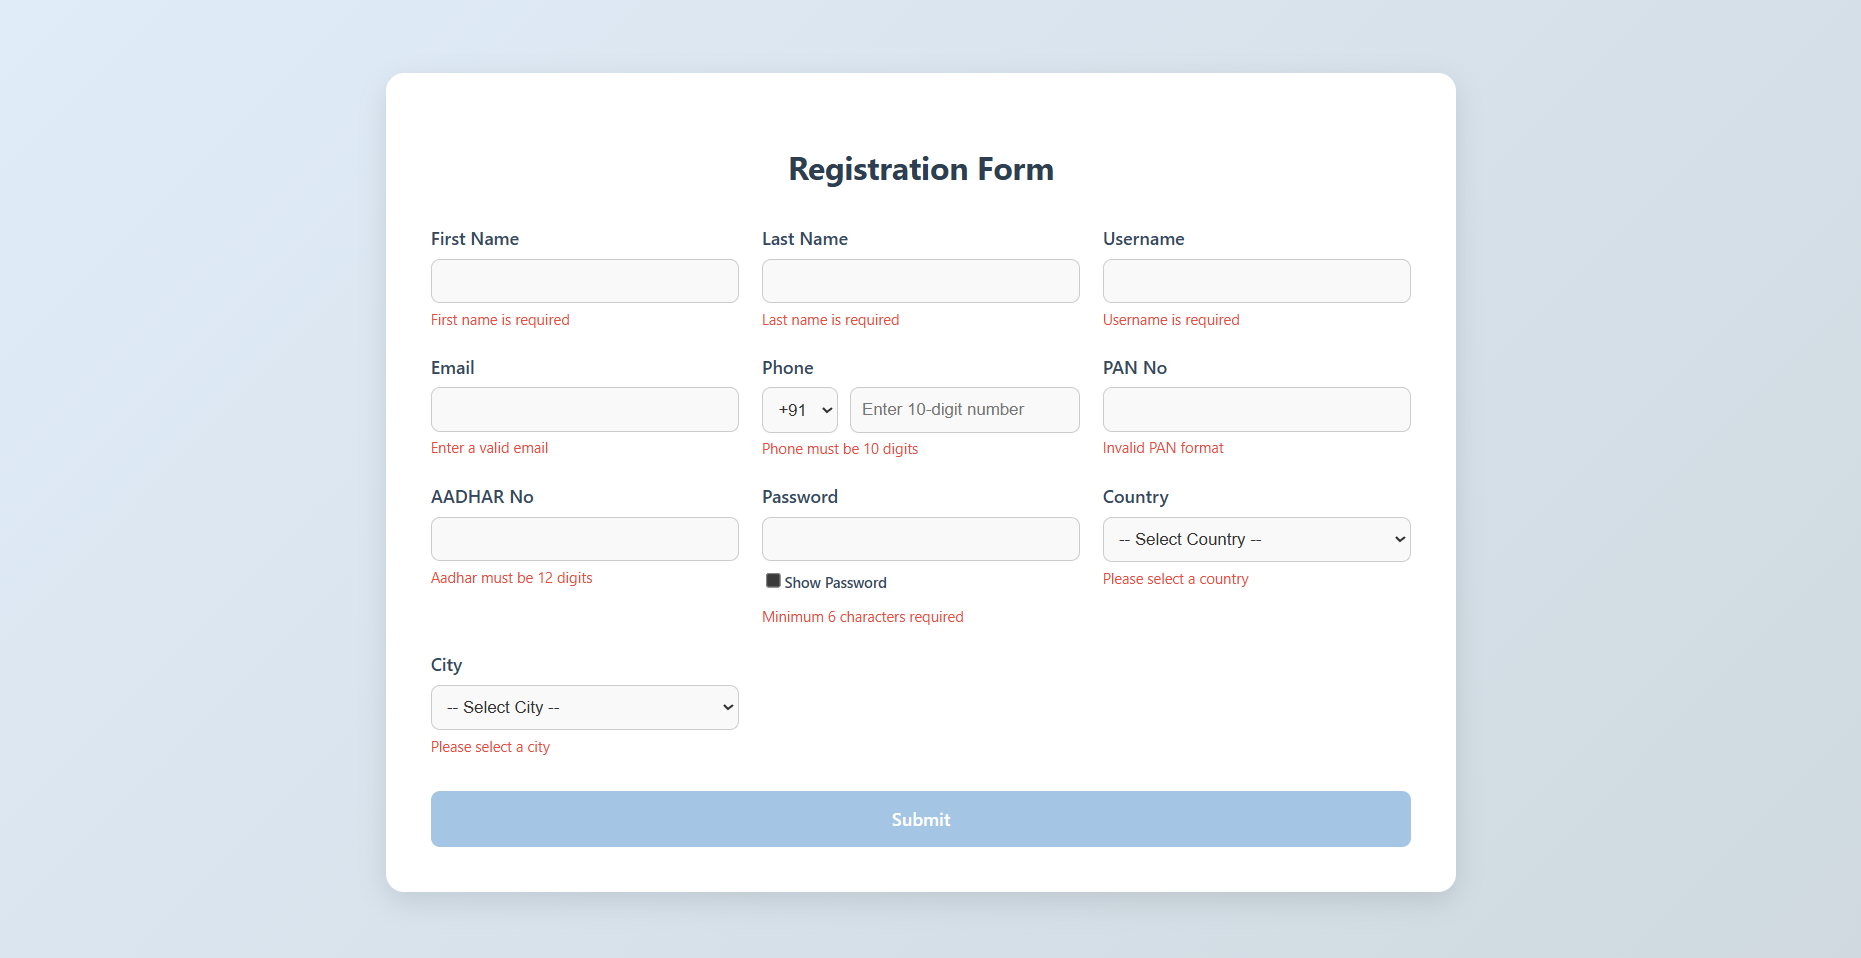 Registration Form
First Name
Last Name
Username
First name is required
Last name is required
Username is required
Email
Phone
PAN No
+91
Enter 10-digit number
Enter a valid email
Phone must be 10 digits
Invalid PAN format
AADHAR No
Password
Country
-- Select Country --
Aadhar must be 12 digits
Show Password
Please select a country
Minimum 6 characters required
City
-- Select City --
Please select a city
Submit